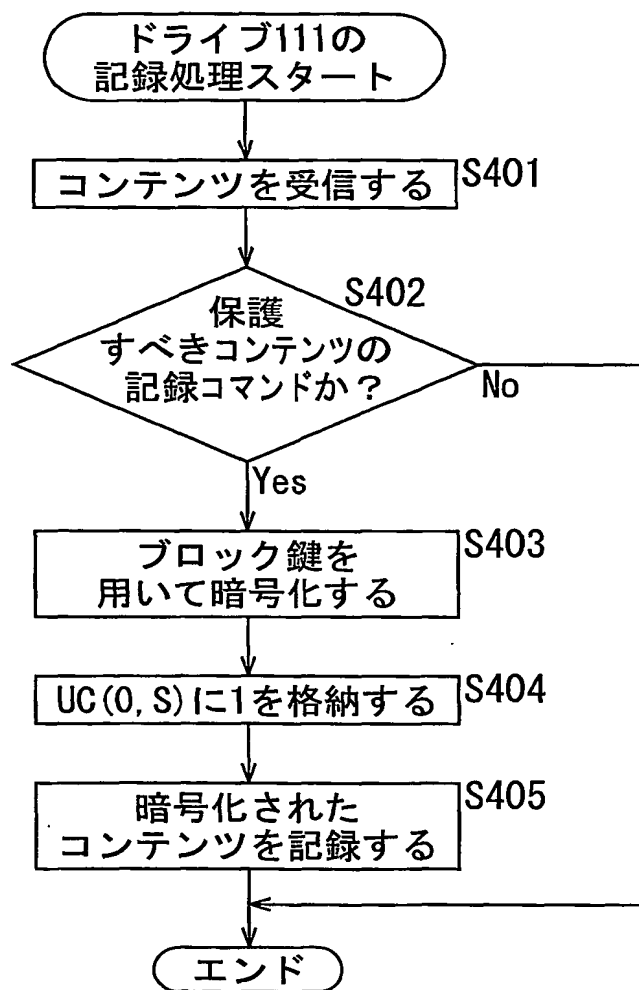 ドライブ111の
記録処理スタート
コンテンツを受信する
S401
S402
保護
すべきコンテンツの
記録コマンドか？
No
Yes
ブロック鍵を
用いて暗号化する
S403
UC(0,S)に1を格納する
S404
暗号化された
コンテンツを記録する
S405
エンド